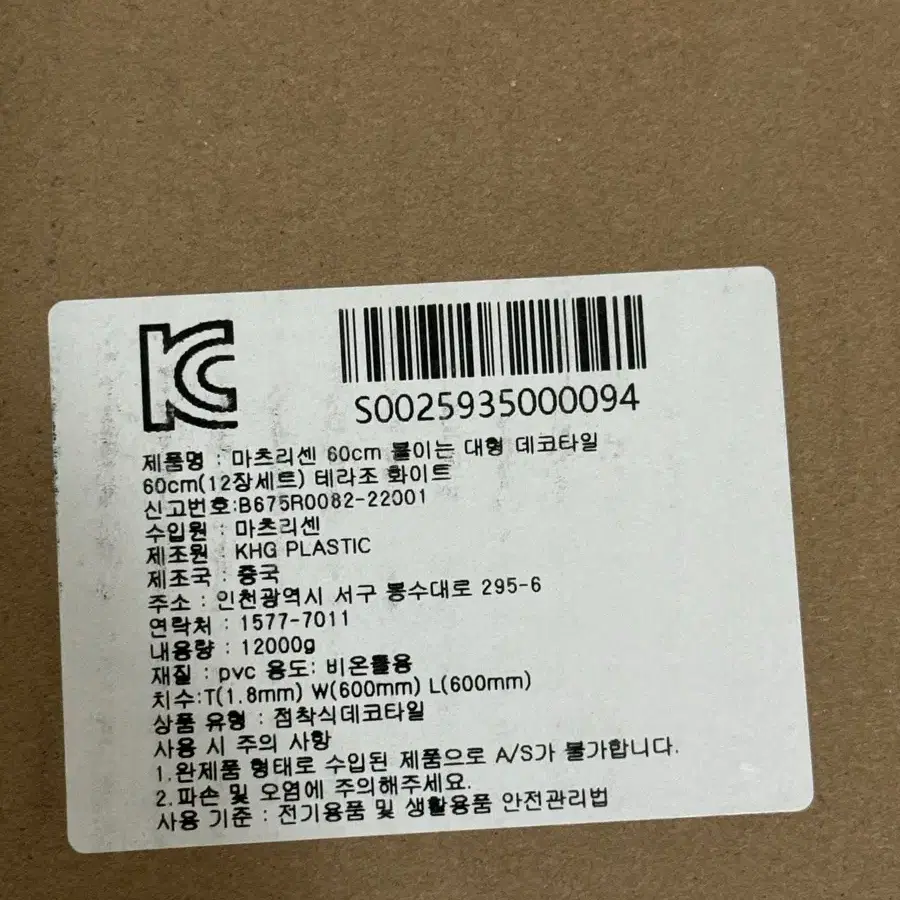 KC
S0025935000094
제품명 : 마츠리센 60cm 붙이는 대형 데코타일
60cm(12장세트) 테라조 화이트
신고번호:B675R0082-22001
수입원 : 마츠리센
제조원 : KHG PLASTIC
제조국 : 중국
주소 : 인천광역시 서구 봉수대로 295-6
연락처 : 1577-7011
내용량 : 12000g
재질 : pvc 용도: 비온돌용
치수:T(1.8mm) W(600mm) L(600mm)
상품 유형 : 점착식데코타일
사용 시 주의 사항
1.완제품 형태로 수입된 제품으로 A/S가 불가합니다.
2.파손 및 오염에 주의해주세요.
사용 기준 : 전기용품 및 생활용품 안전관리법